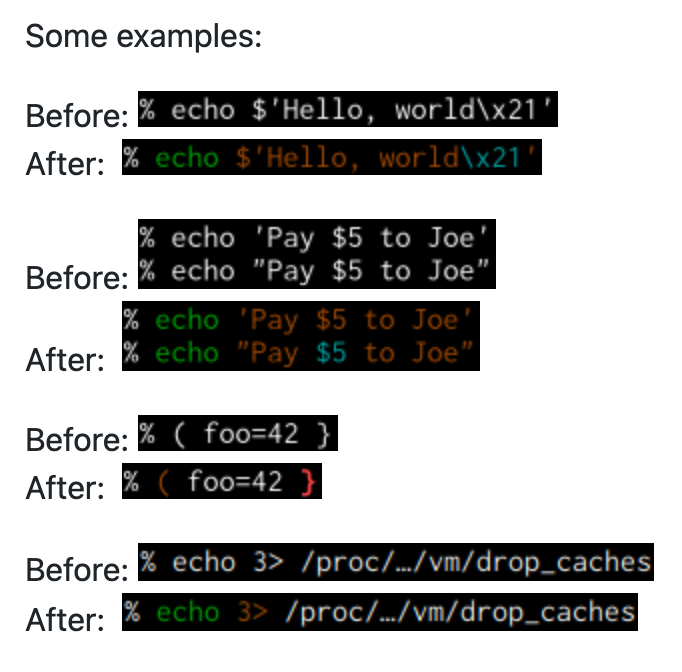 Some examples:
Before: % echo $'Hello, world\x21'
After: % echo $'Hello, world\x21'
% echo 'Pay $5 to Joe'
Before: % echo "Pay $5 to Joe"
% echo 'Pay $5 to Joe'
After: % echo "Pay $5 to Joe"
Before: % ( foo=42 }
After: % ( foo=42 }
Before: % echo 3> /proc/…/vm/drop_caches
After: % echo 3> /proc/…/vm/drop_caches